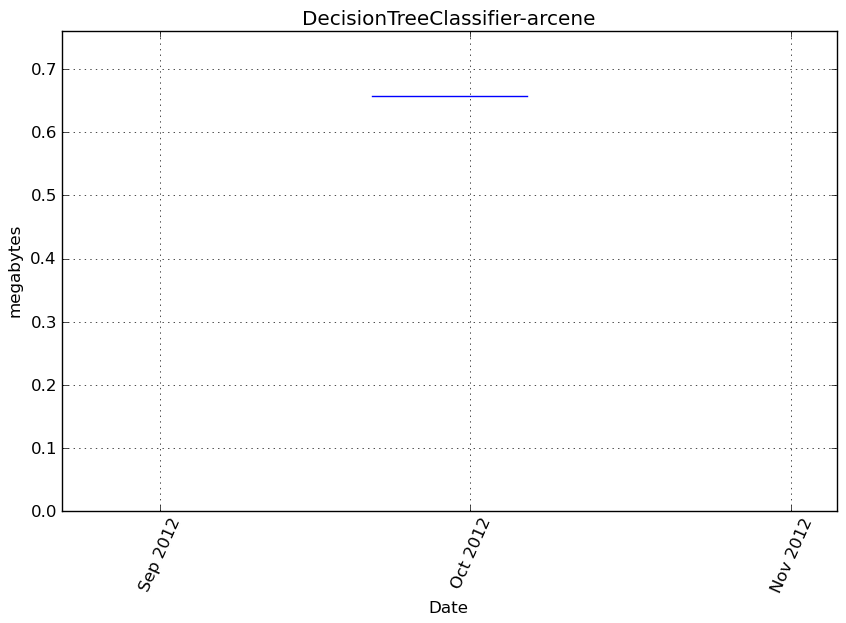 DecisionTreeClassifier-arcene
0.7
0.6
0.5
0.4
0.3
0.2
0.1
0.0
megabytes
Sep 2012
Oct 2012
Nov 2012
Date